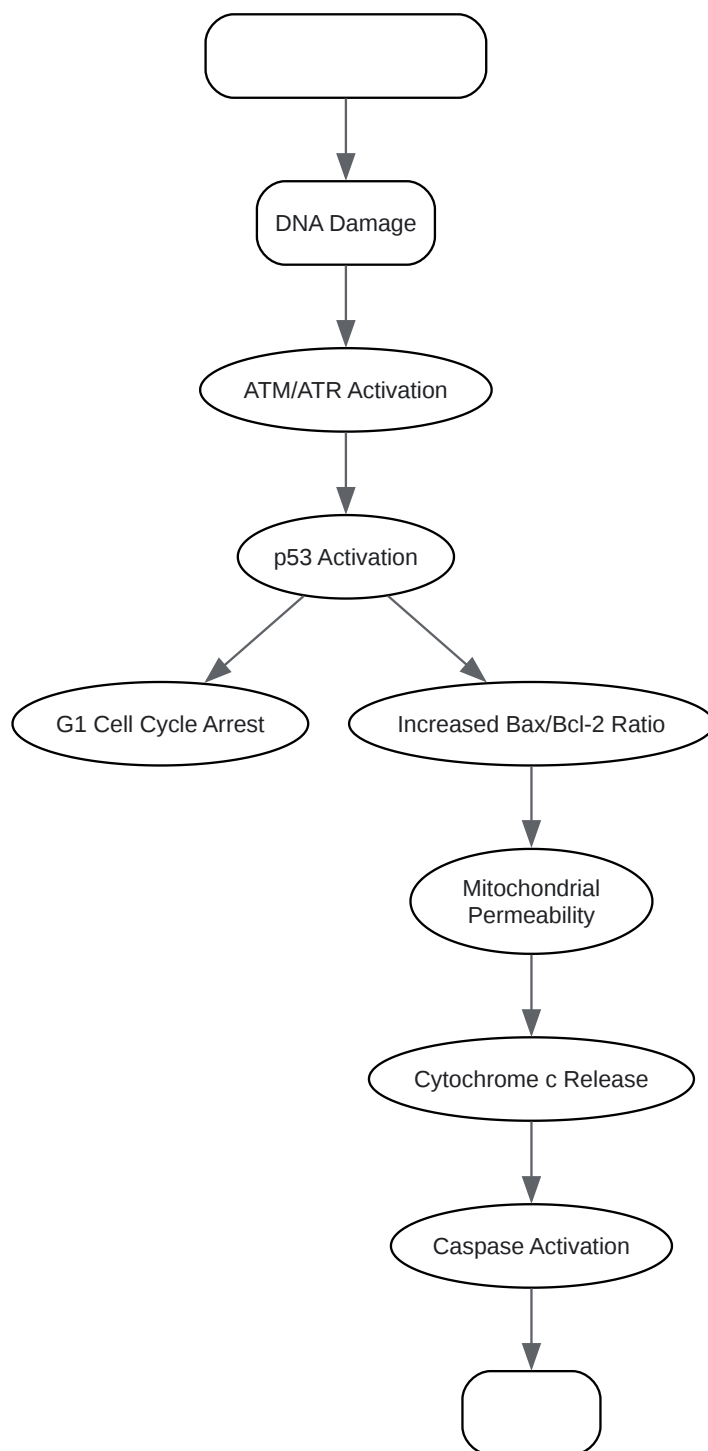 DNA Damage
ATM/ATR Activation
p53 Activation
G1 Cell Cycle Arrest
Increased Bax/Bcl-2 Ratio
Mitochondrial
Permeability
Cytochrome c Release
Caspase Activation